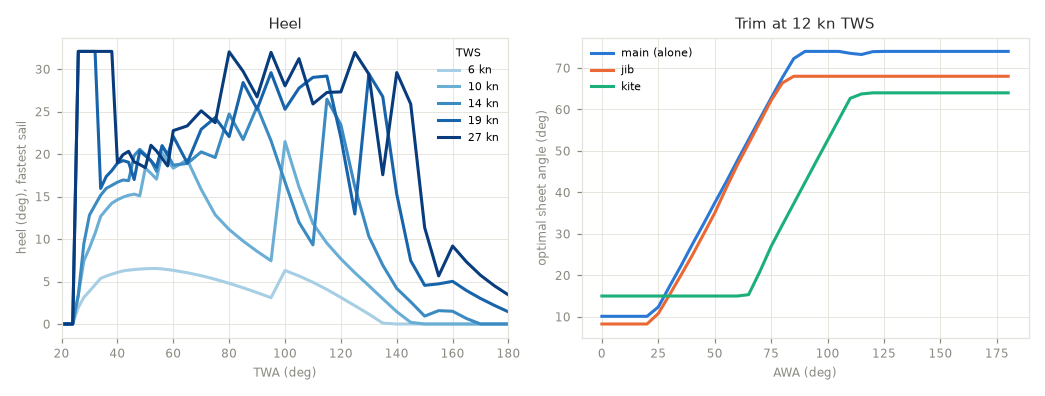 Heel
heel (deg), fastest sail
30
25
20
15
10
5
0
20
40
60
80
100
120
140
160
180
TWA (deg)
TWS
6 kn
10 kn
14 kn
19 kn
27 kn
Trim at 12 kn TWS
optimal sheet angle (deg)
70
60
50
40
30
20
10
0
25
50
75
100
125
150
175
AWA (deg)
main (alone)
jib
kite